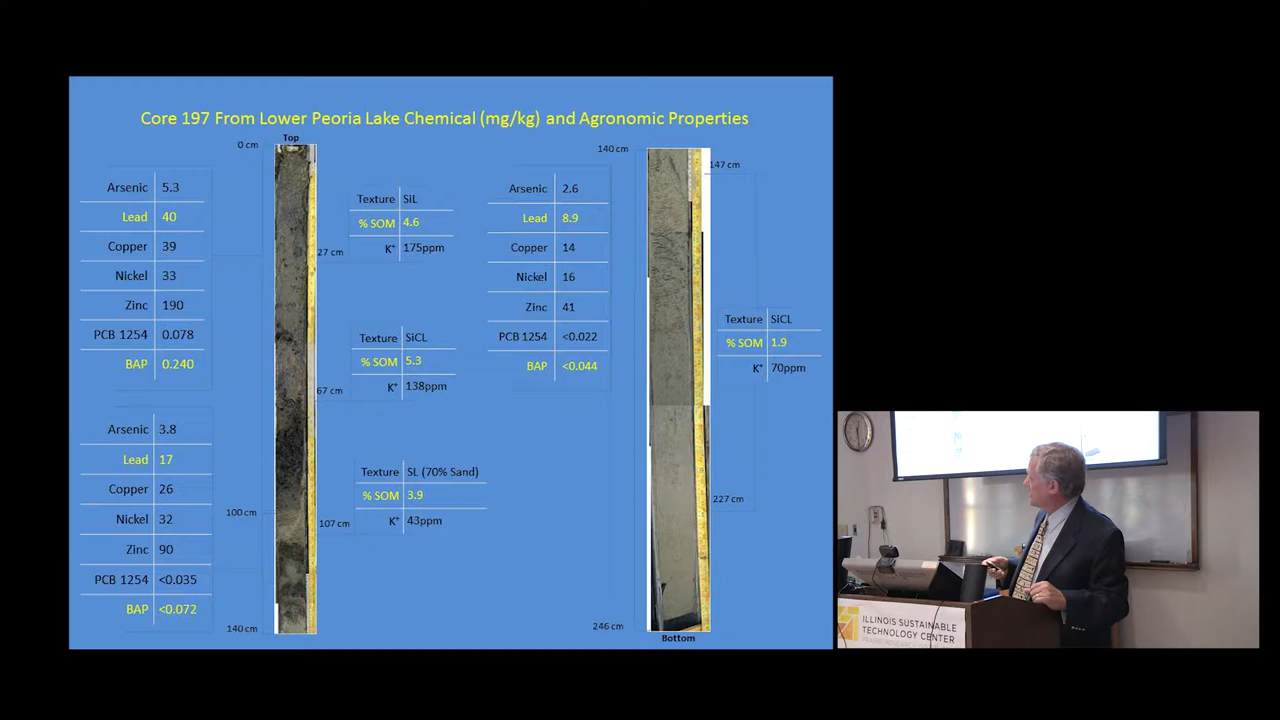 Core 197 From Lower Peoria Lake Chemical (mg/kg) and Agronomic Properties
Top
0 cm
Arsenic 5.3
Lead 40
Copper 39
Nickel 33
Zinc 190
PCB 1254 0.078
BAP 0.240
Arsenic 3.8
Lead 17
Copper 26
Nickel 32
Zinc 90
PCB 1254 <0.035
BAP <0.072
100 cm
140 cm
Texture SiL
% SOM 4.6
K+ 175ppm
27 cm
Texture SiCL
% SOM 5.3
K+ 138ppm
67 cm
Texture SL (70% Sand)
% SOM 3.9
K+ 43ppm
107 cm
140 cm
147 cm
Arsenic 2.6
Lead 8.9
Copper 14
Nickel 16
Zinc 41
PCB 1254 <0.022
BAP <0.044
Texture SiCL
% SOM 1.9
K+ 70ppm
227 cm
246 cm
Bottom
ILLINOIS SUSTAINABLE
TECHNOLOGY CENTER